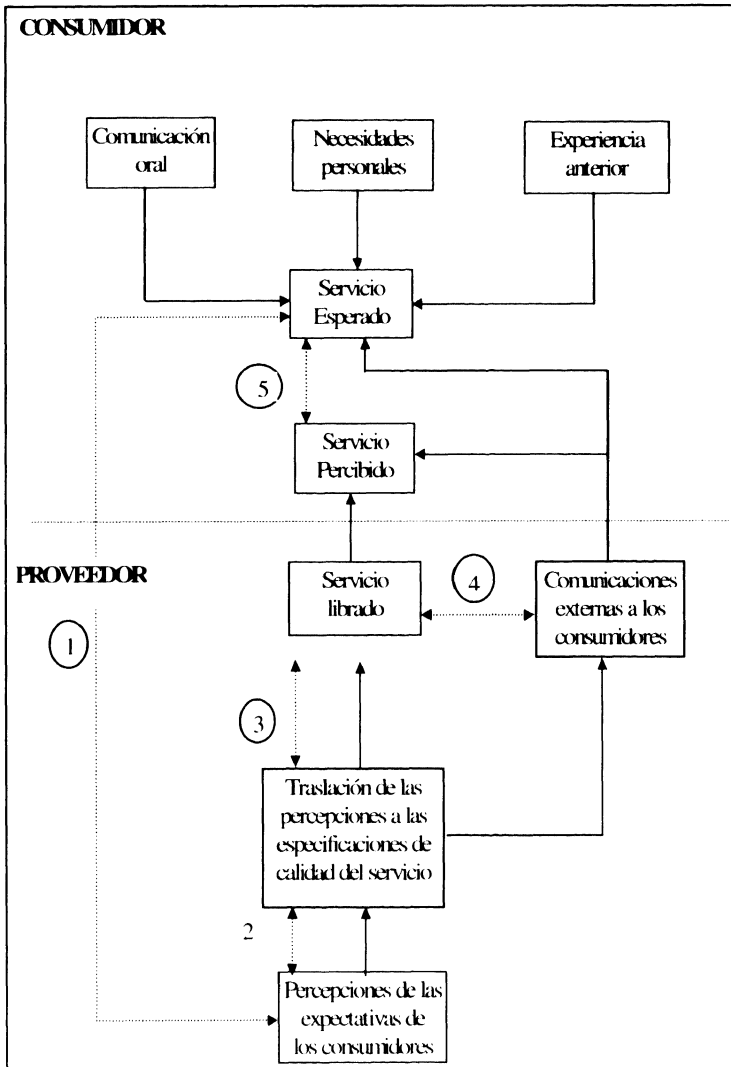 CONSUMIDOR
Comunicación
oral
Necesidades
personales
Experiencia
anterior
Servicio
Esperado
5
Servicio
Percibido
PROVEEDOR
Servicio
librado
4
Comunicaciones
externas a los
consumidores
1
3
Traslación de las
percepciones a las
especificaciones de
calidad del servicio
2
Percepciones de las
expectativas de
los consumidores